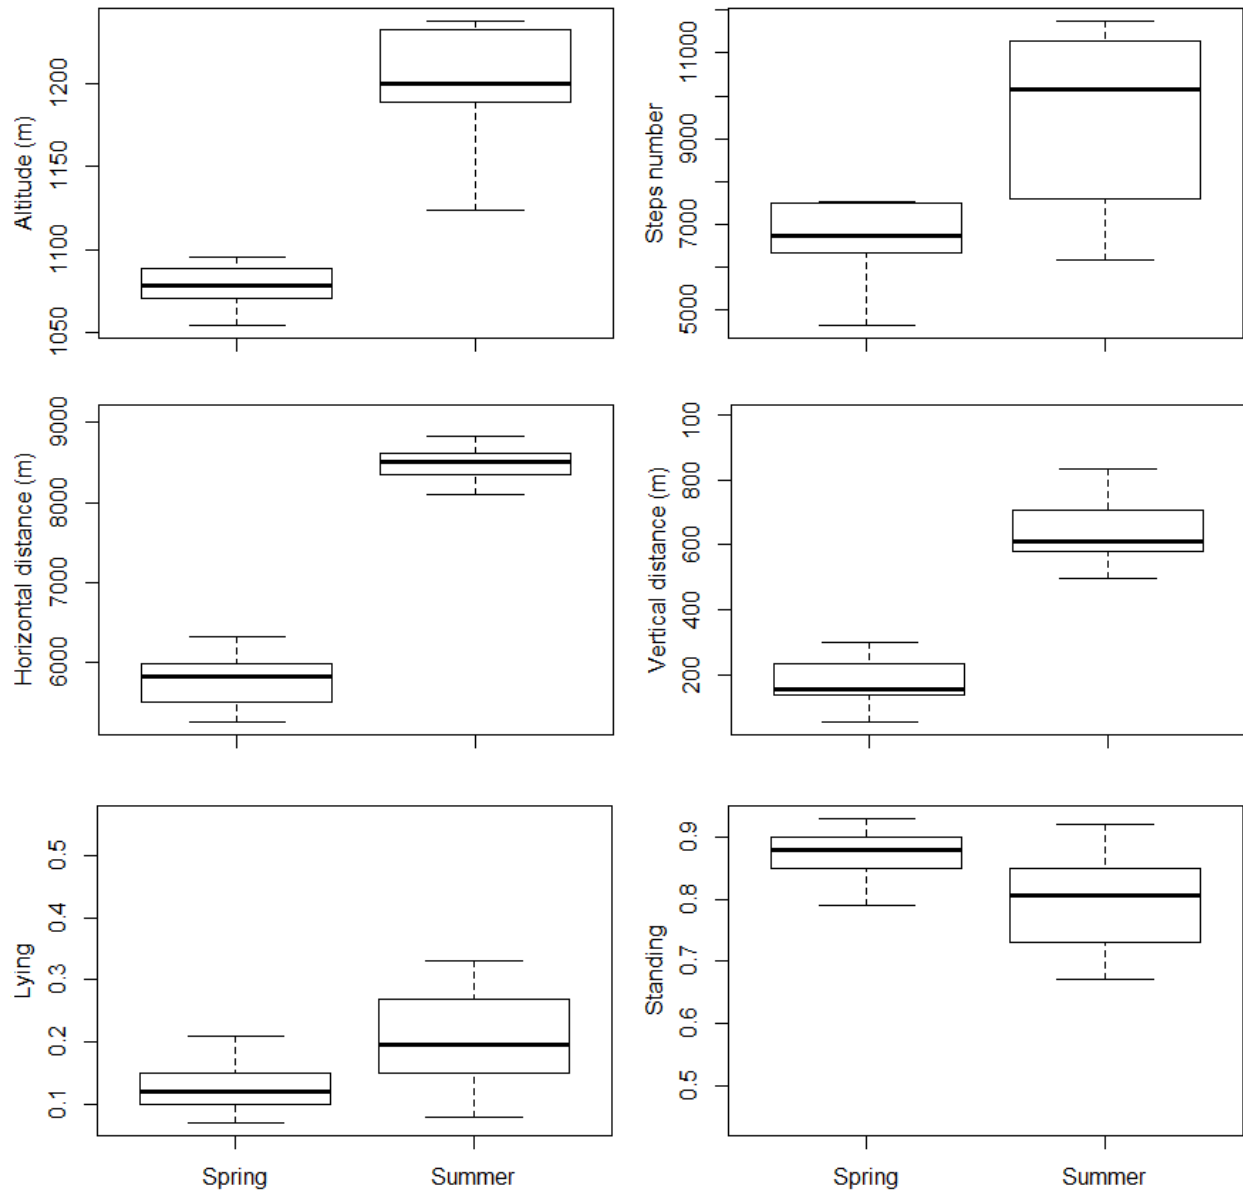 Altitude (m)
1200
1150
1100
1050
Steps number
11000
9000
7000
5000
Horizontal distance (m)
9000
8000
7000
6000
Vertical distance (m)
100
800
600
400
200
Lying
0.5
0.4
0.3
0.2
0.1
Standing
0.9
0.8
0.7
0.6
0.5
Spring
Summer
Spring
Summer